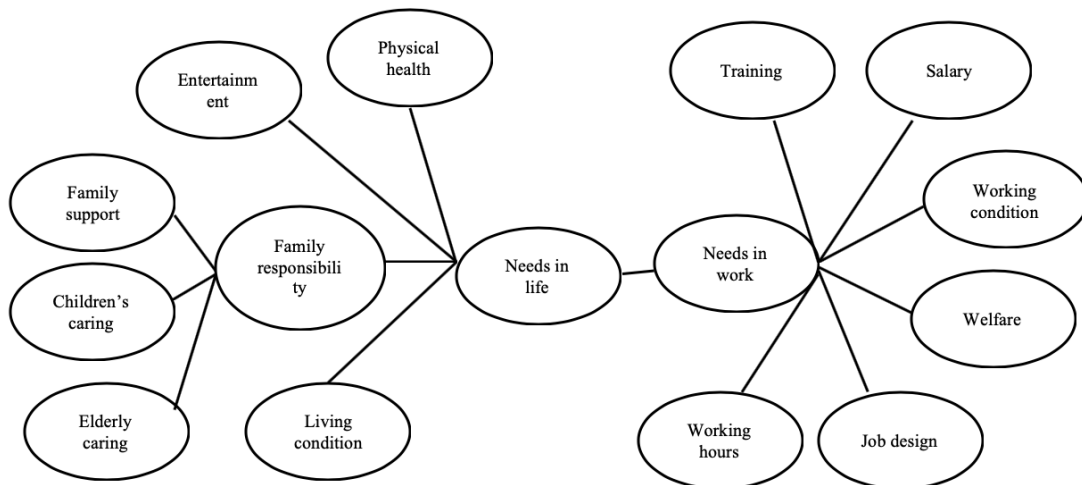 Physical
health
Entertainm
ent
Training
Salary
Family
support
Working
condition
Family
responsibili
ty
Needs in
life
Needs in
work
Children’s
caring
Welfare
Elderly
caring
Living
condition
Working
hours
Job design